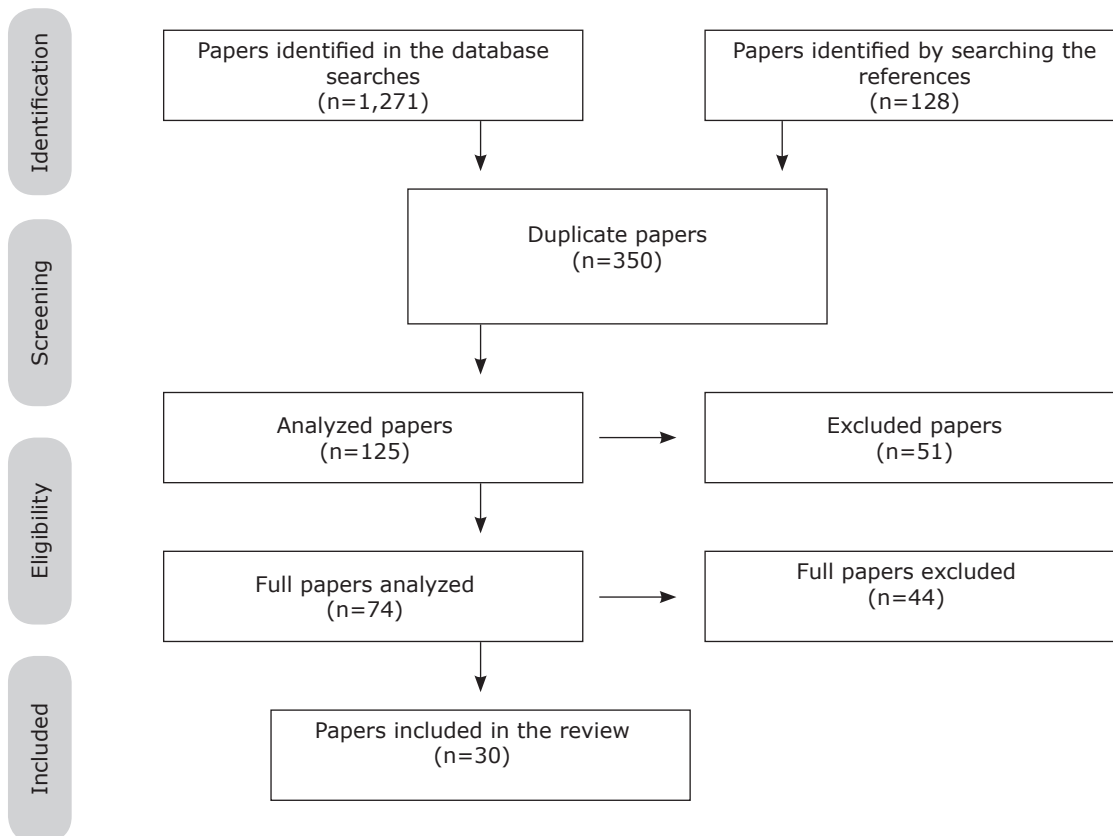 Identification
Papers identified in the database
searches
(n=1,271)
Papers identified by searching the
references
(n=128)
Screening
Duplicate papers
(n=350)
Analyzed papers
(n=125)
Excluded papers
(n=51)
Eligibility
Full papers analyzed
(n=74)
Full papers excluded
(n=44)
Included
Papers included in the review
(n=30)